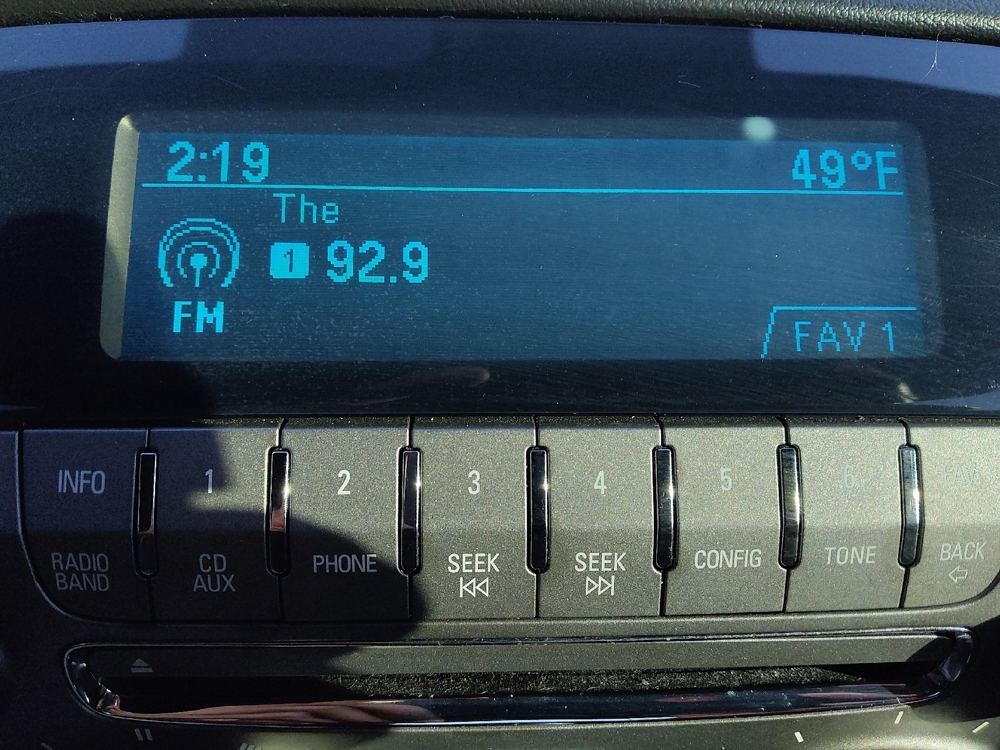 2:19 49°F
The
1 92.9
FM
FAV 1
INFO 1 2 3 4 5 6
RADIO BAND
CD AUX
PHONE
SEEK
SEEK
CONFIG
TONE
BACK